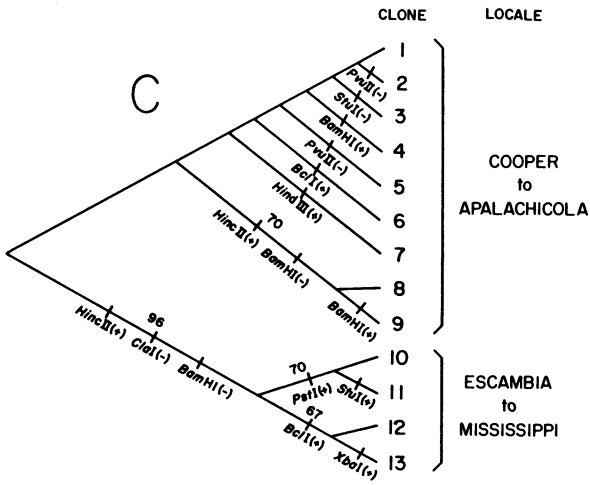 CLONE LOCALE
C
1
PvuII(-) 2
StuI(-) 3
BamHI(+) 4
PvuII(-) 5
BclI(+) 6
HindIII(+) 7
HincII(+) 70 BamHI(-)
8
BamHI(+) 9
COOPER
to
APALACHICOLA
HincII(+) 96 ClaI(-) BamHI(-)
10
70 PstI(+) StuI(+) 11
67 BclI(+) 12
XbaI(+) 13
ESCAMBIA
to
MISSISSIPPI